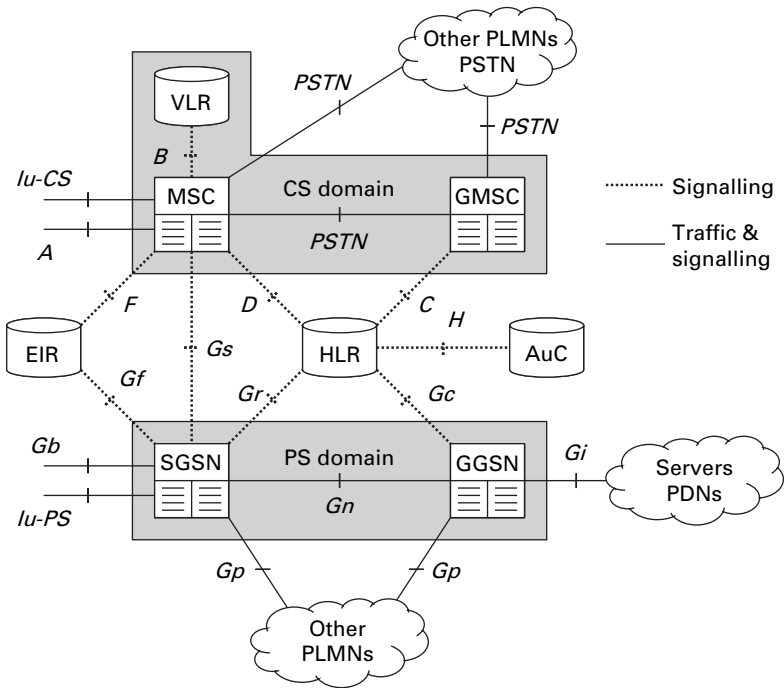 Other PLMNs
PSTN
VLR
PSTN
PSTN
B
Iu-CS
MSC
CS domain
GMSC
Signalling
A
PSTN
Traffic &
signalling
F
D
C
H
EIR
Gs
HLR
AuC
Gf
Gr
Gc
Gb
SGSN
PS domain
GGSN
Gi
Servers
PDNs
Iu-PS
Gn
Gp
Gp
Other
PLMNs